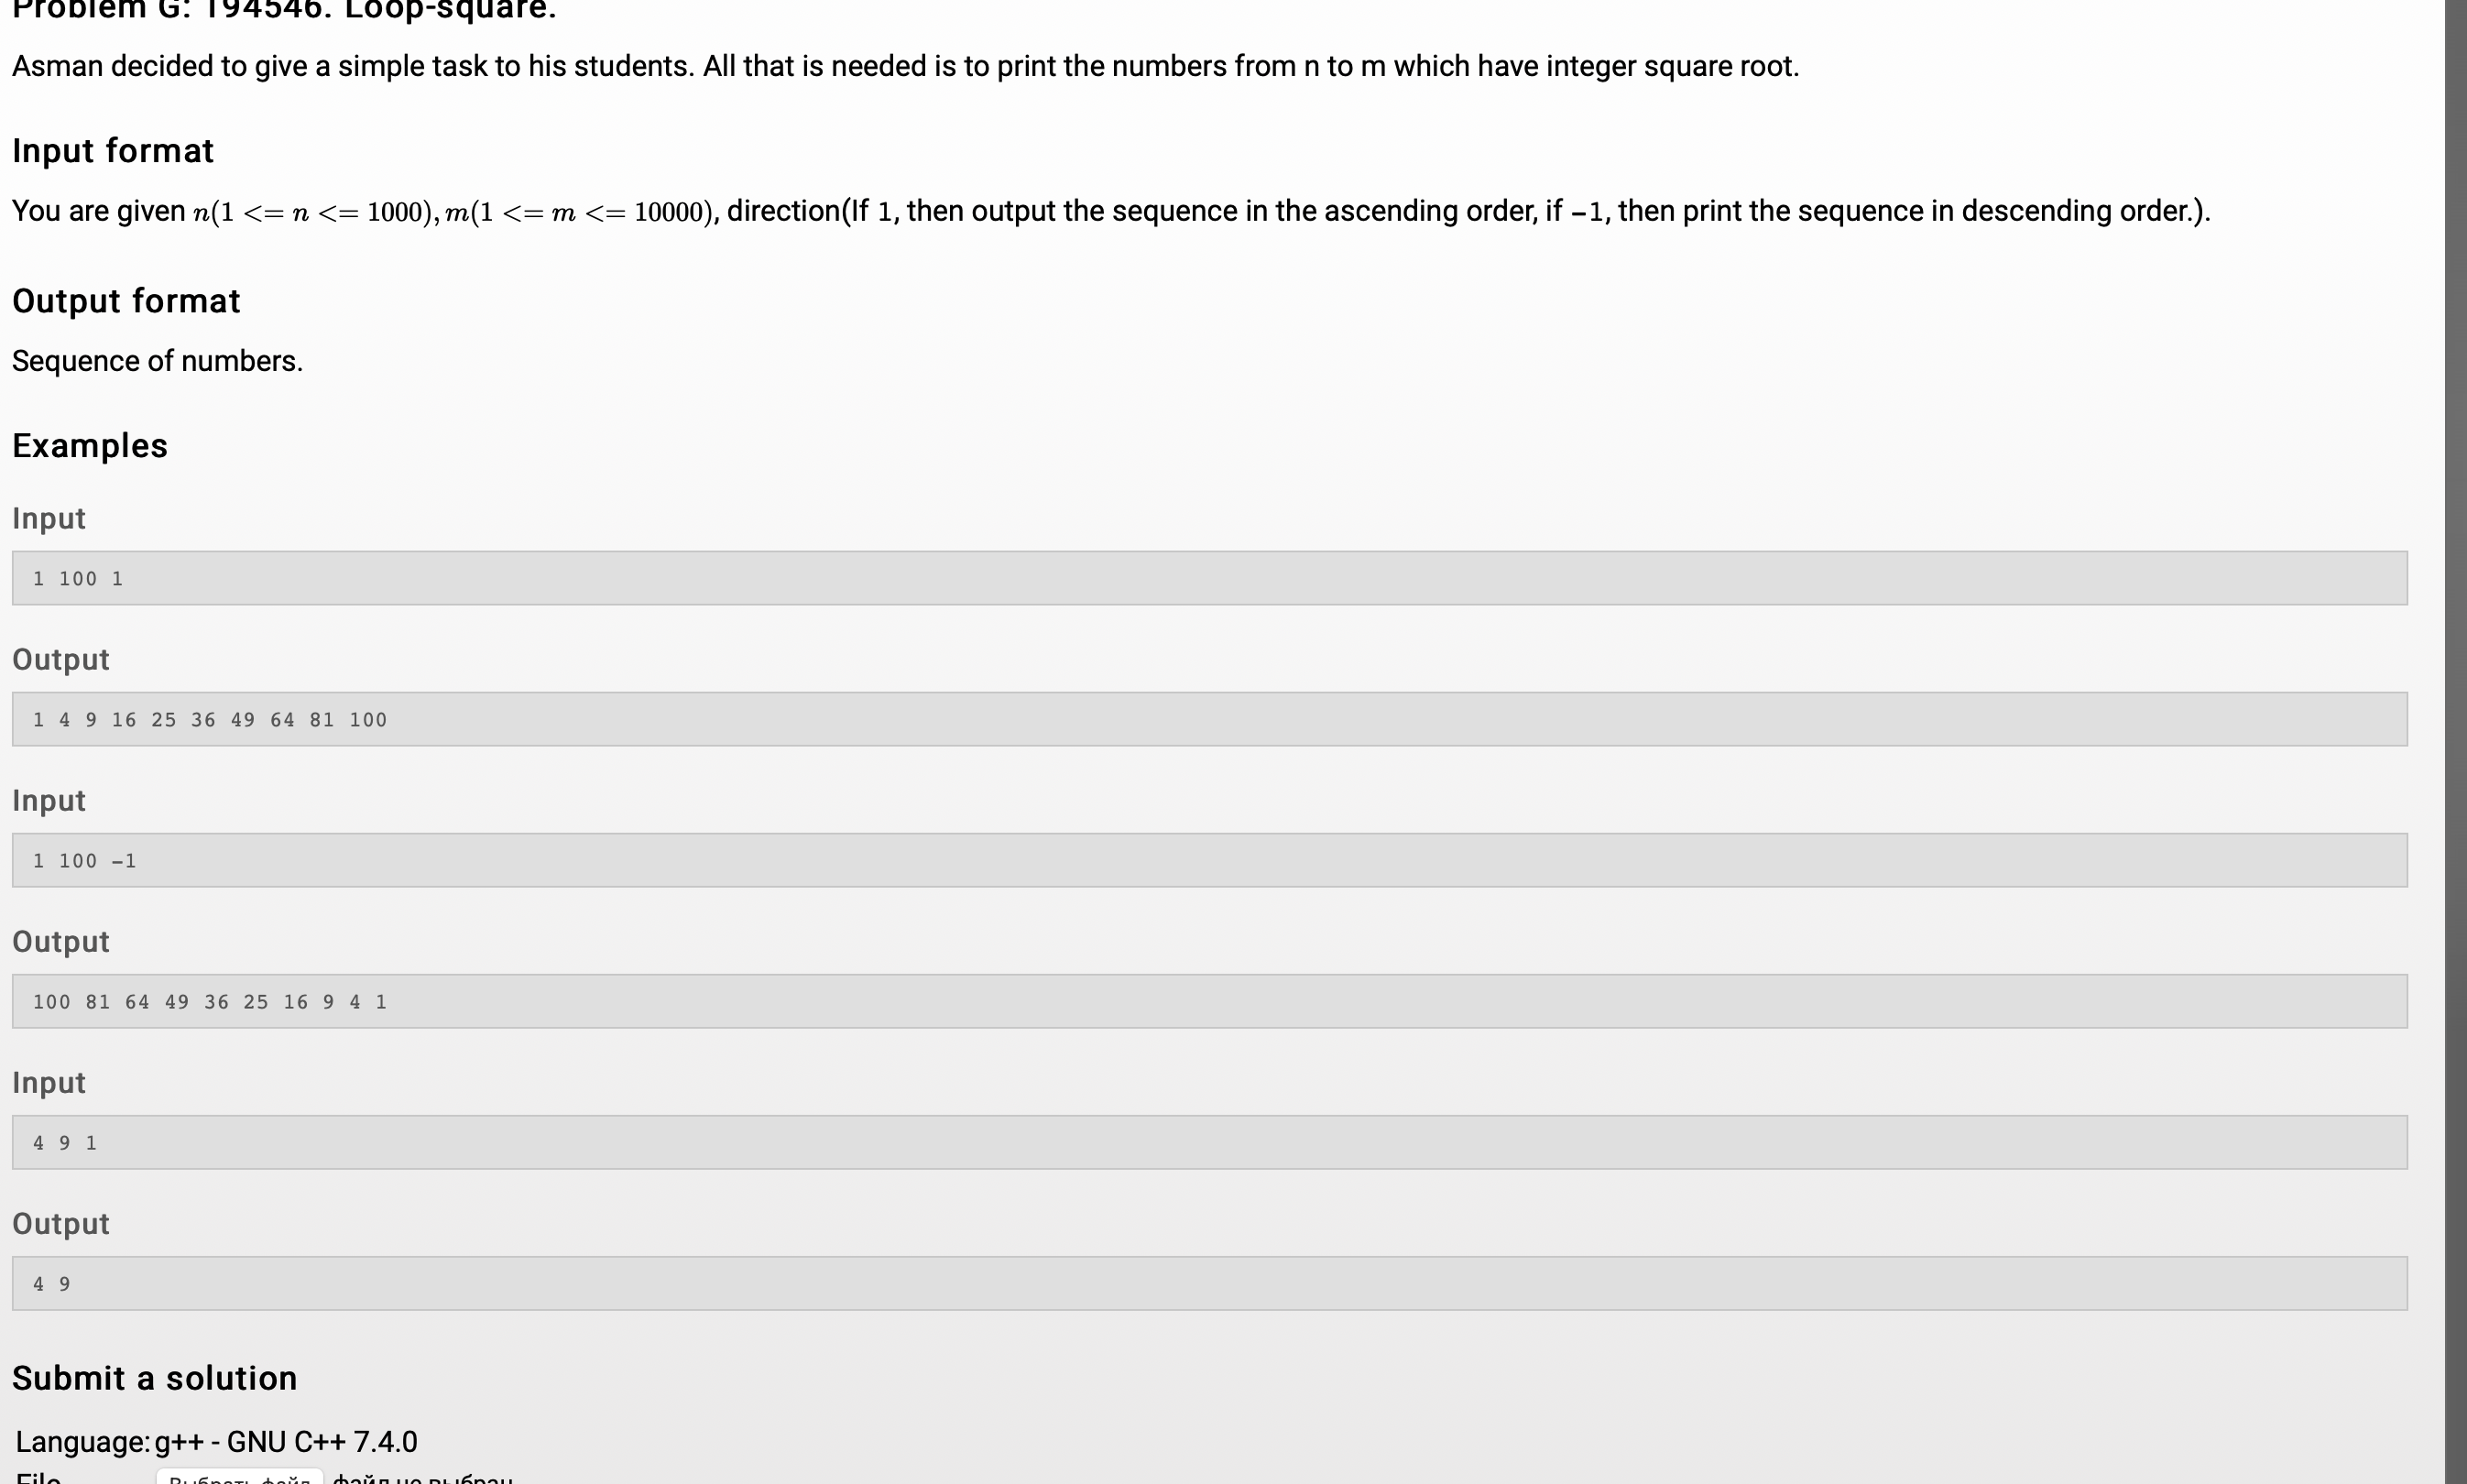 Problem G: 194546. Loop-square.
Asman decided to give a simple task to his students. All that is needed is to print the numbers from n to m which have integer square root.
Input format
You are given n(1 <= n <= 1000), m(1 <= m <= 10000), direction(If 1, then output the sequence in the ascending order, if −1, then print the sequence in descending order.).
Output format
Sequence of numbers.
Examples
Input
1 100 1
Output
1 4 9 16 25 36 49 64 81 100
Input
1 100 -1
Output
100 81 64 49 36 25 16 9 4 1
Input
4 9 1
Output
4 9
Submit a solution
Language: g++ - GNU C++ 7.4.0
File Выбрать файл файл не выбран